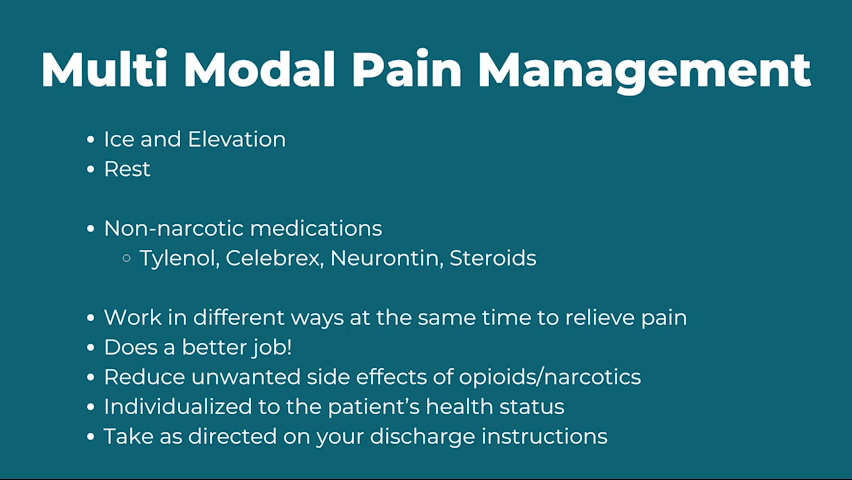 Multi Modal Pain Management
• Ice and Elevation
• Rest
• Non-narcotic medications
◦ Tylenol, Celebrex, Neurontin, Steroids
• Work in different ways at the same time to relieve pain
• Does a better job!
• Reduce unwanted side effects of opioids/narcotics
• Individualized to the patient’s health status
• Take as directed on your discharge instructions